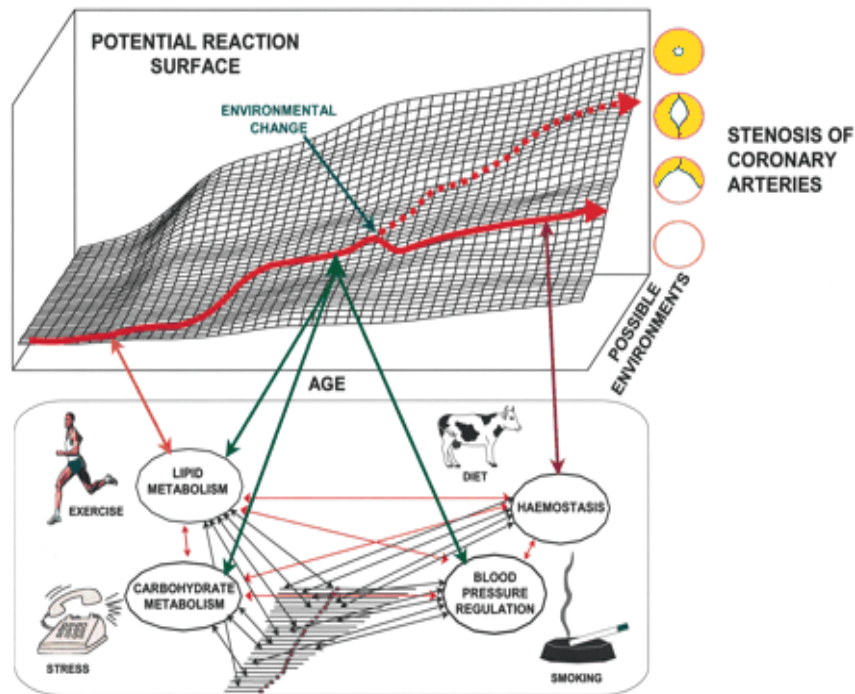 POTENTIAL REACTION
SURFACE
ENVIRONMENTAL
CHANGE
STENOSIS OF
CORONARY
ARTERIES
POSSIBLE
ENVIRONMENTS
AGE
EXERCISE
LIPID
METABOLISM
DIET
HAEMOSTASIS
CARBOHYDRATE
METABOLISM
BLOOD
PRESSURE
REGULATION
STRESS
SMOKING